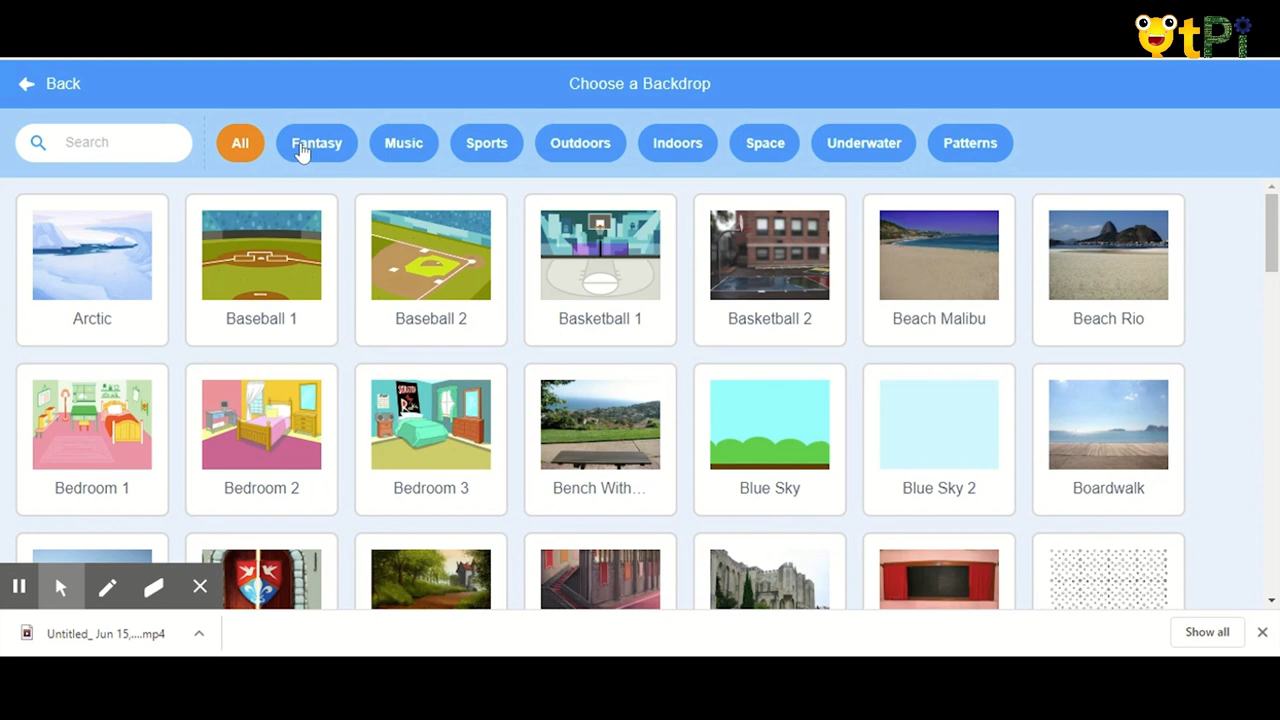 QtPi
Back
Choose a Backdrop
Search
All
Fantasy
Music
Sports
Outdoors
Indoors
Space
Underwater
Patterns
Arctic
Baseball 1
Baseball 2
Basketball 1
Basketball 2
Beach Malibu
Beach Rio
Bedroom 1
Bedroom 2
Bedroom 3
Bench With...
Blue Sky
Blue Sky 2
Boardwalk
Untitled_ Jun 15,....mp4
Show all